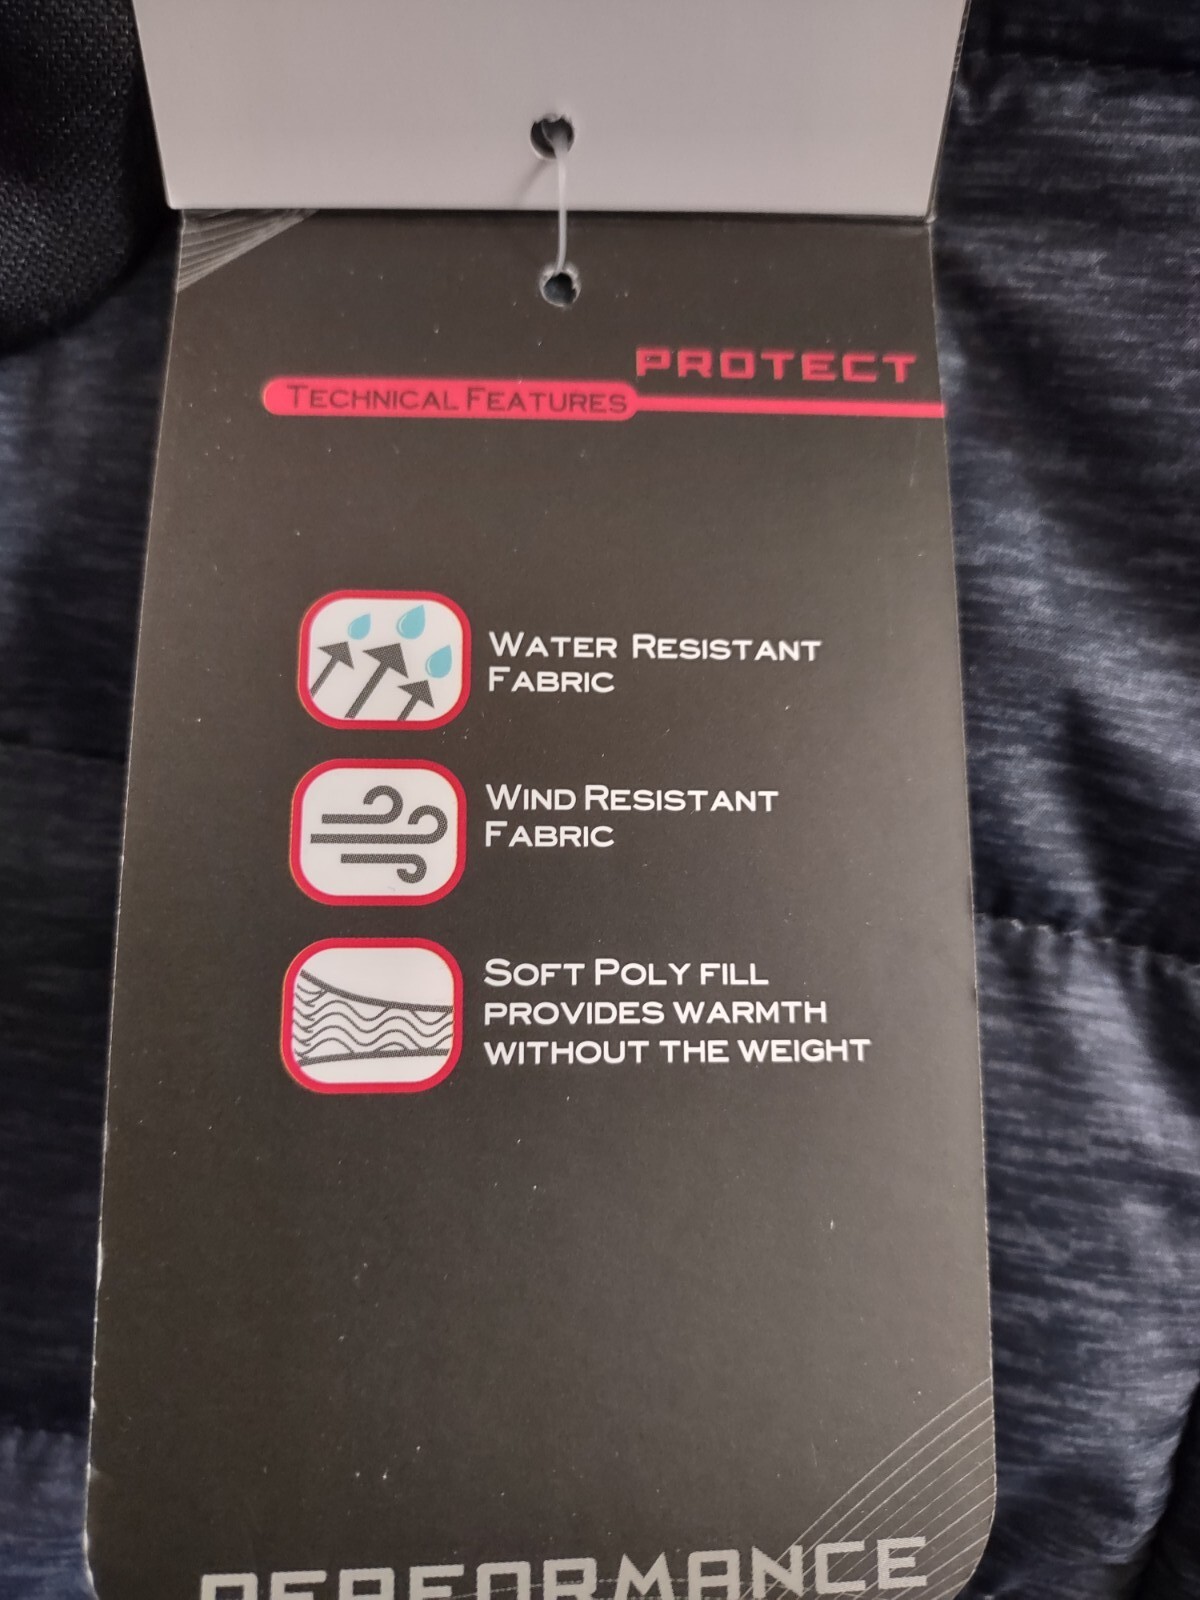 PROTECT
TECHNICAL FEATURES
WATER RESISTANT
FABRIC
WIND RESISTANT
FABRIC
SOFT POLY FILL
PROVIDES WARMTH
WITHOUT THE WEIGHT
PERFORMANCE